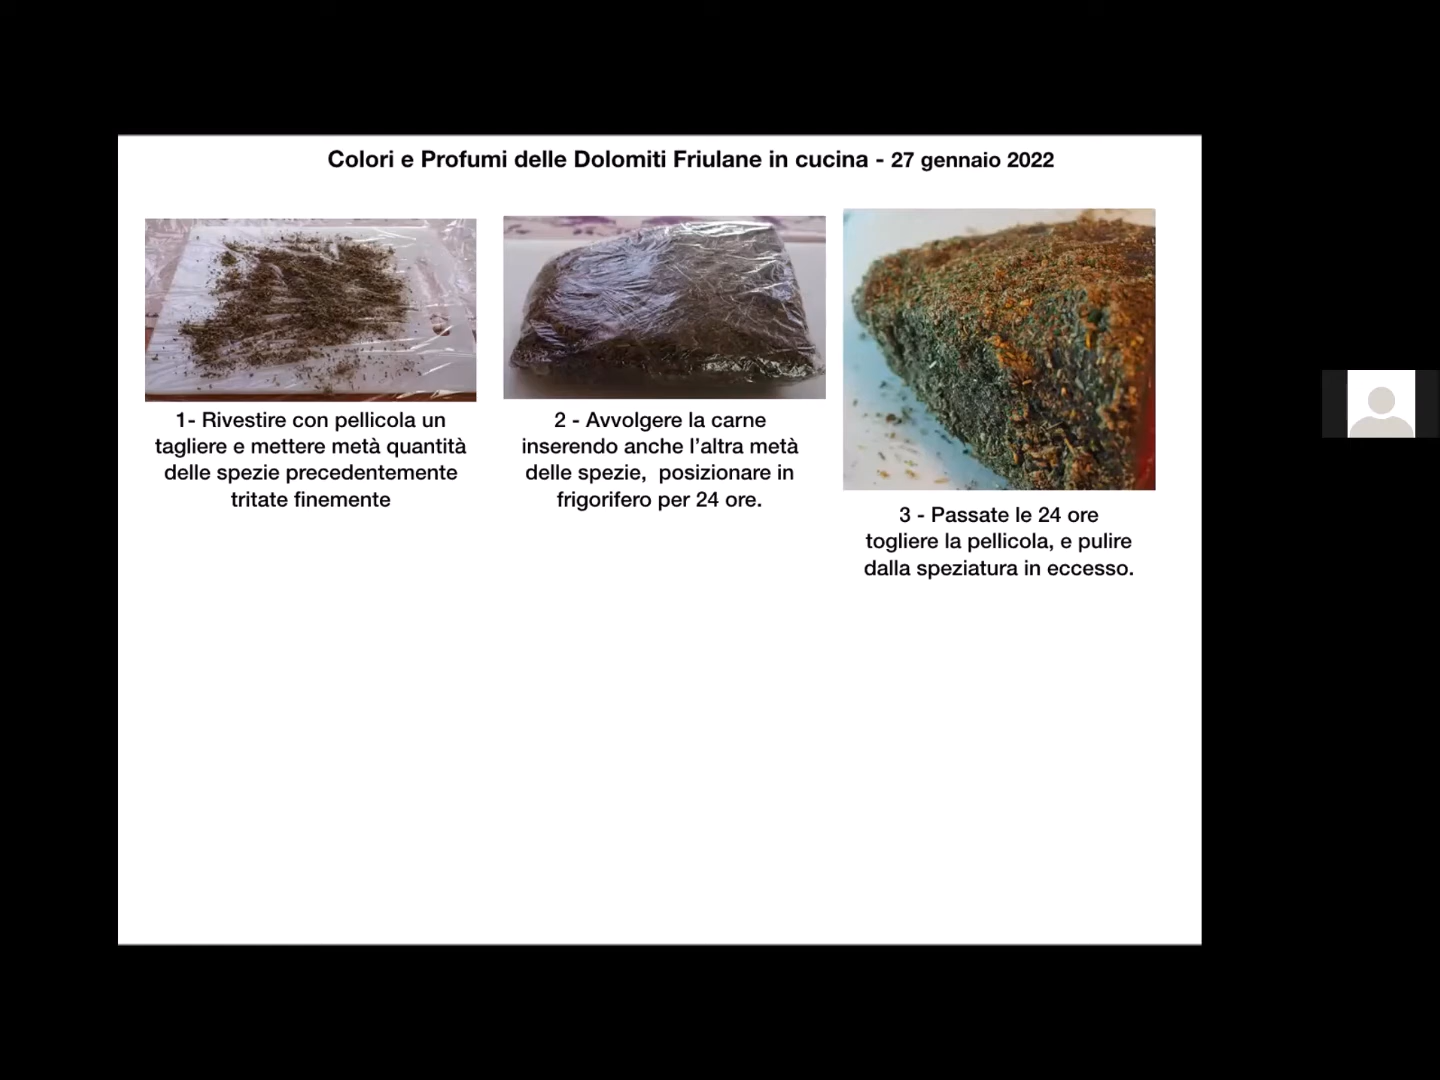 Colori e Profumi delle Dolomiti Friulane in cucina - 27 gennaio 2022
1- Rivestire con pellicola un
tagliere e mettere metà quantità
delle spezie precedentemente
tritate finemente
2 - Avvolgere la carne
inserendo anche l’altra metà
delle spezie,  posizionare in
frigorifero per 24 ore.
3 - Passate le 24 ore
togliere la pellicola, e pulire
dalla speziatura in eccesso.